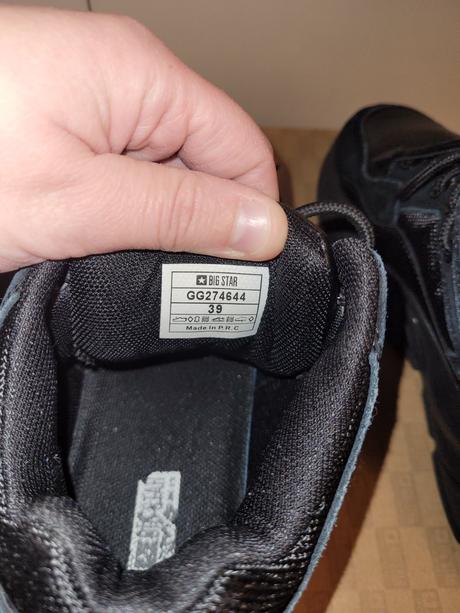 BIG STAR
GG274644
39
Made in P.R.C